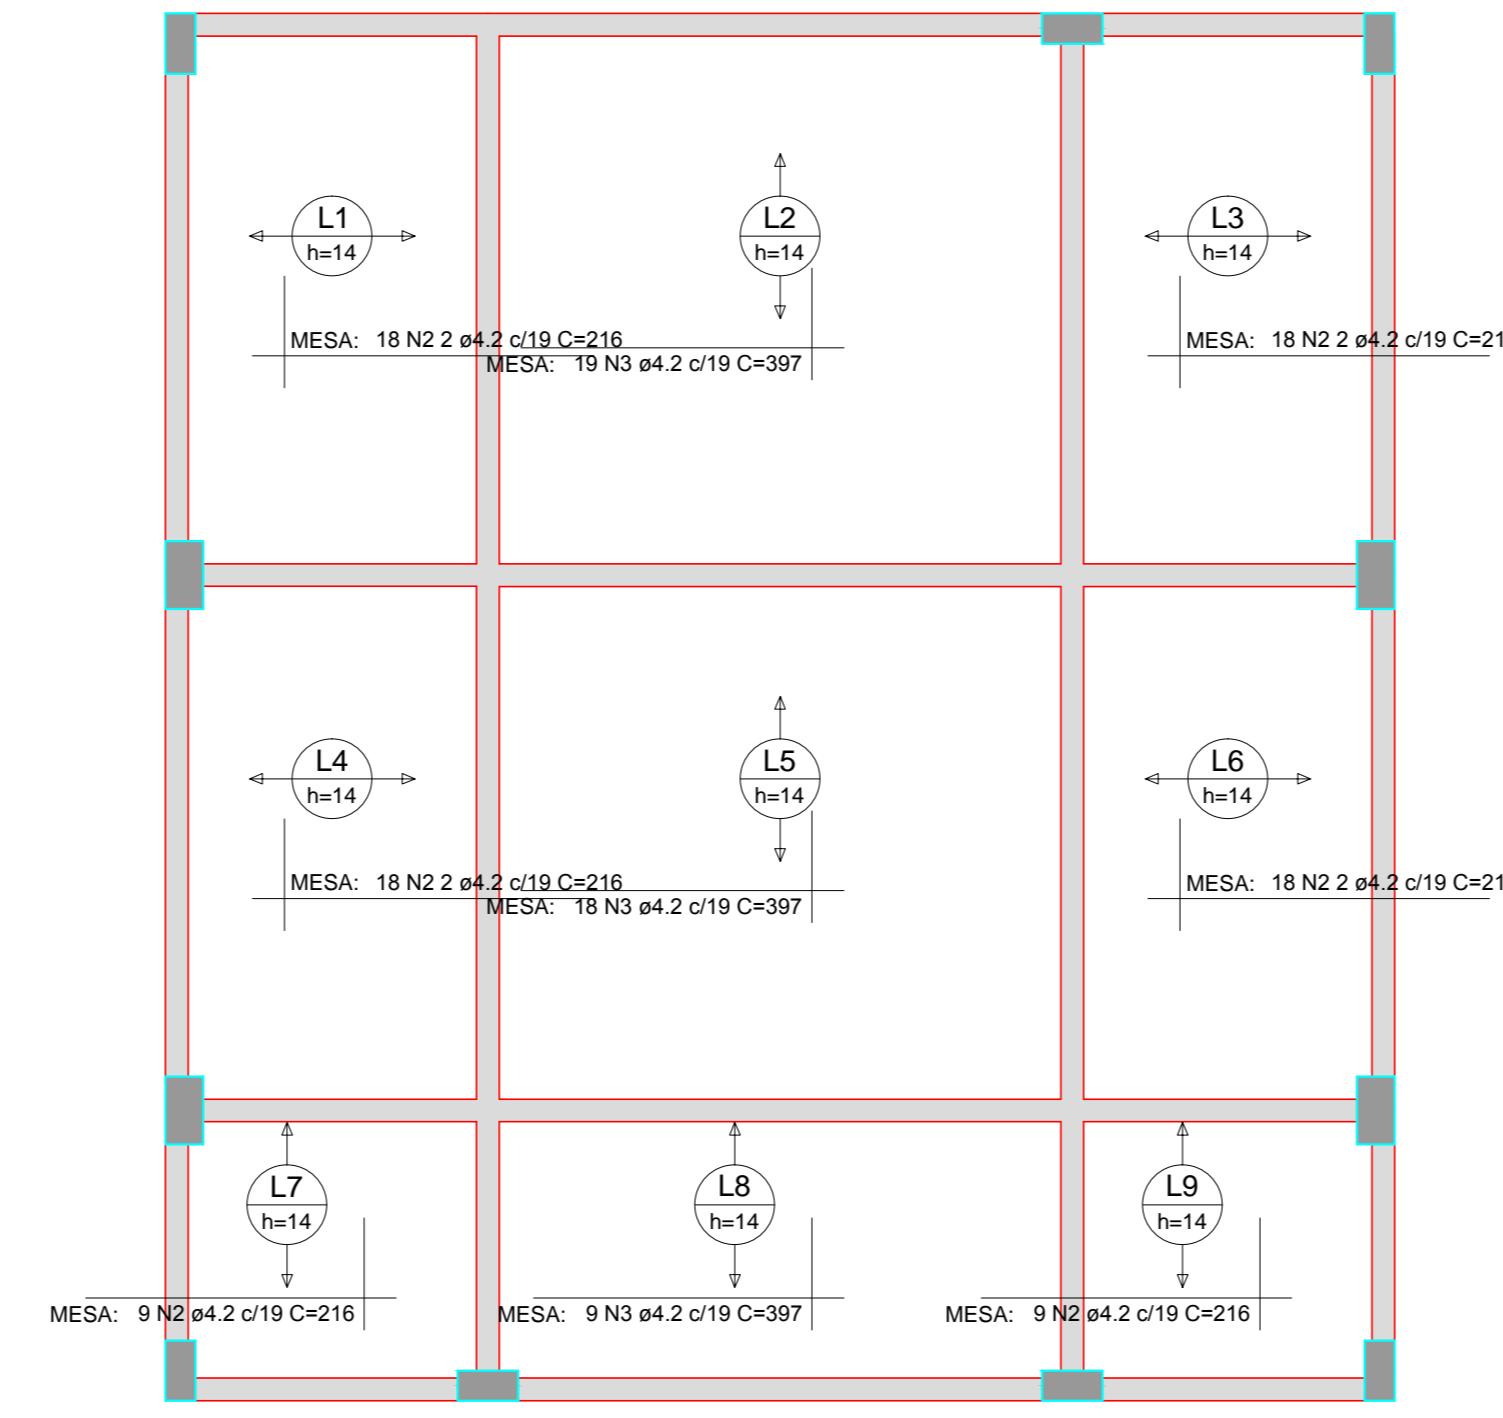 L1
h=14
L2
h=14
L3
h=14
MESA: 18 N2 2 ø4.2 c/19 C=216
MESA: 19 N3 ø4.2 c/19 C=397
MESA: 18 N2 2 ø4.2 c/19 C=21
L4
h=14
L5
h=14
L6
h=14
MESA: 18 N2 2 ø4.2 c/19 C=216
MESA: 18 N3 ø4.2 c/19 C=397
MESA: 18 N2 2 ø4.2 c/19 C=21
L7
h=14
L8
h=14
L9
h=14
MESA: 9 N2 ø4.2 c/19 C=216
MESA: 9 N3 ø4.2 c/19 C=397
MESA: 9 N2 ø4.2 c/19 C=216